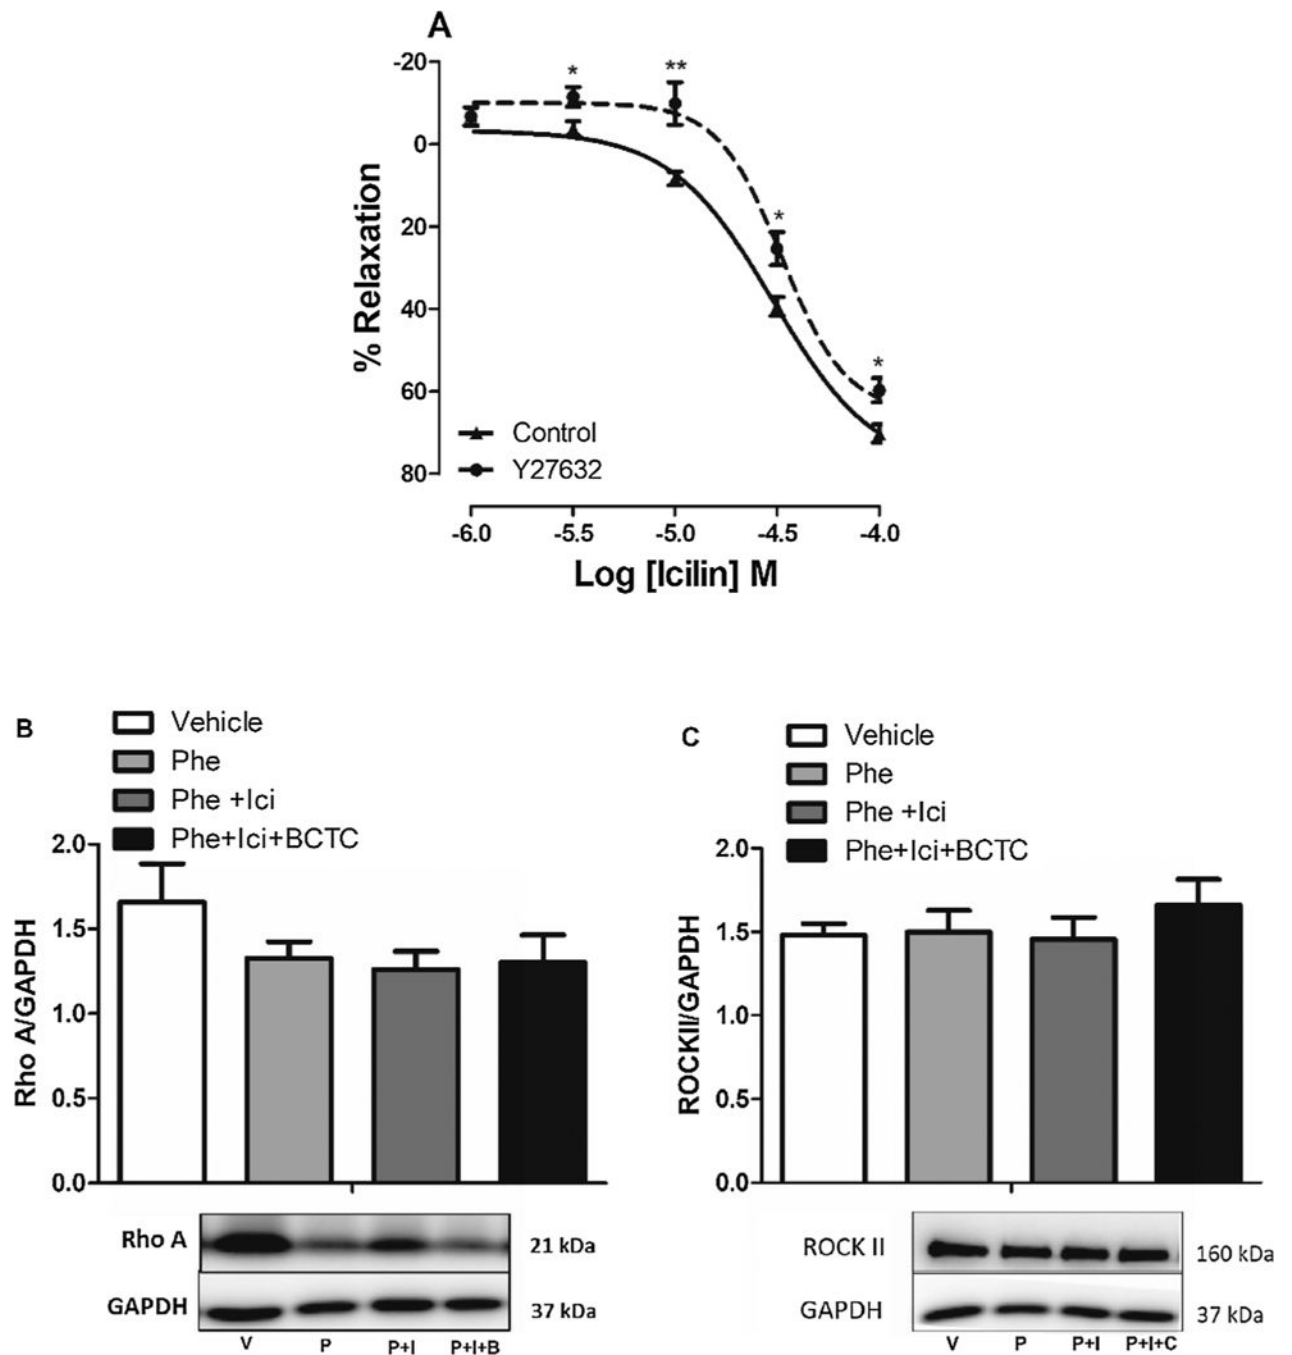 A
-20
0
20
40
60
80
% Relaxation
*
**
*
*
Control
Y27632
-6.0 -5.5 -5.0 -4.5 -4.0
Log [Icilin] M
B
Vehicle
Phe
Phe +Ici
Phe+Ici+BCTC
2.0
1.5
1.0
0.5
0.0
Rho A/GAPDH
Rho A 21 kDa
GAPDH 37 kDa
V P P+I P+I+B
C
Vehicle
Phe
Phe +Ici
Phe+Ici+BCTC
2.0
1.5
1.0
0.5
0.0
ROCKII/GAPDH
ROCK II 160 kDa
GAPDH 37 kDa
V P P+I P+I+C